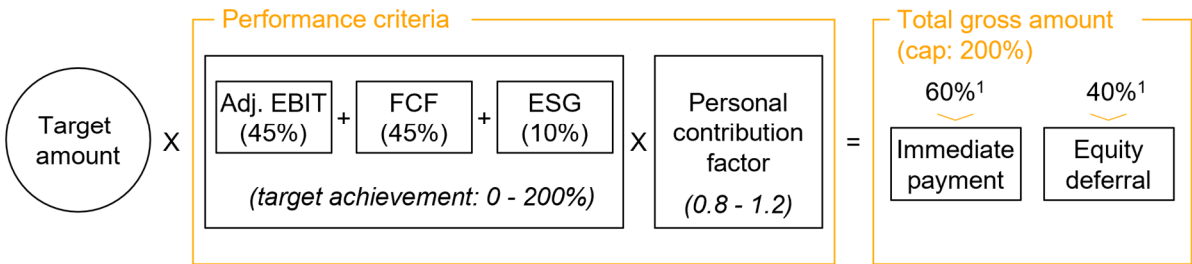 Performance criteria
Total gross amount
(cap: 200%)
Target
amount
X
Adj. EBIT
(45%)
+
FCF
(45%)
+
ESG
(10%)
(target achievement: 0 - 200%)
X
Personal
contribution
factor
(0.8 - 1.2)
=
60%¹
Immediate
payment
40%¹
Equity
deferral